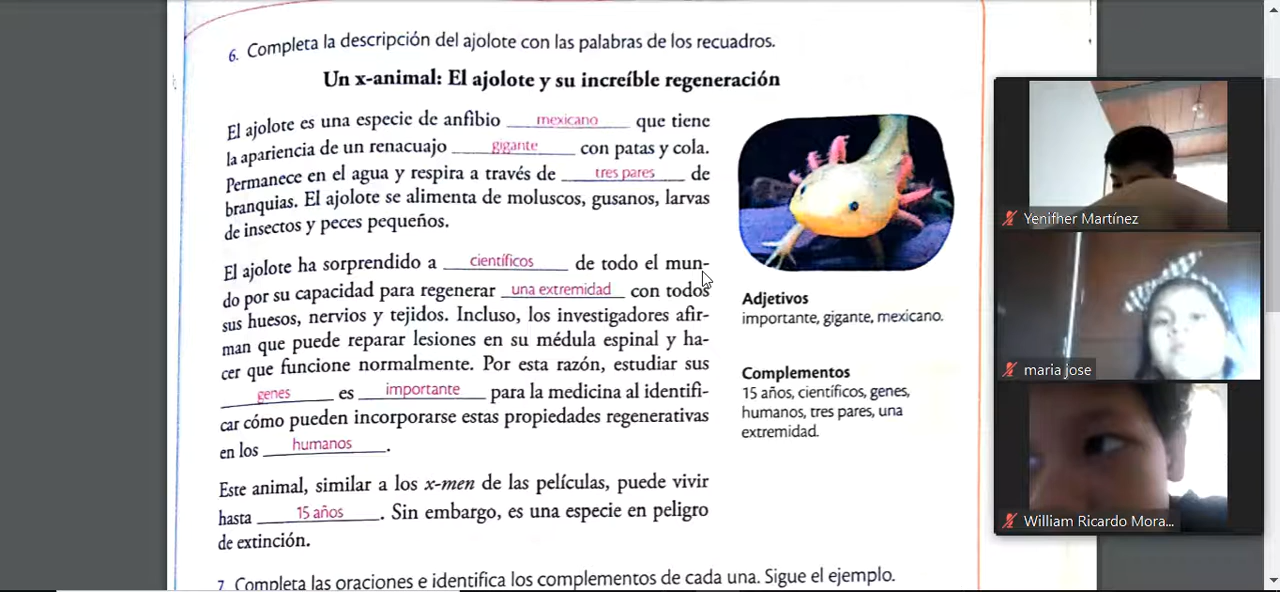 6. Completa la descripción del ajolote con las palabras de los recuadros.
Un x-animal: El ajolote y su increíble regeneración
El ajolote es una especie de anfibio mexicano que tiene
la apariencia de un renacuajo gigante con patas y cola.
Permanece en el agua y respira a través de tres pares de
branquias. El ajolote se alimenta de moluscos, gusanos, larvas
de insectos y peces pequeños.
El ajolote ha sorprendido a científicos de todo el mun-
do por su capacidad para regenerar una extremidad con todos
sus huesos, nervios y tejidos. Incluso, los investigadores afir-
man que puede reparar lesiones en su médula espinal y ha-
cer que funcione normalmente. Por esta razón, estudiar sus
genes es importante para la medicina al identifi-
car cómo pueden incorporarse estas propiedades regenerativas
en los humanos.
Este animal, similar a los x-men de las películas, puede vivir
hasta 15 años. Sin embargo, es una especie en peligro
de extinción.
7 Completa las oraciones e identifica los complementos de cada una. Sigue el ejemplo.
Adjetivos
importante, gigante, mexicano.
Complementos
15 años, científicos, genes,
humanos, tres pares, una
extremidad.
Yenifher Martínez
maria jose
William Ricardo Mora...